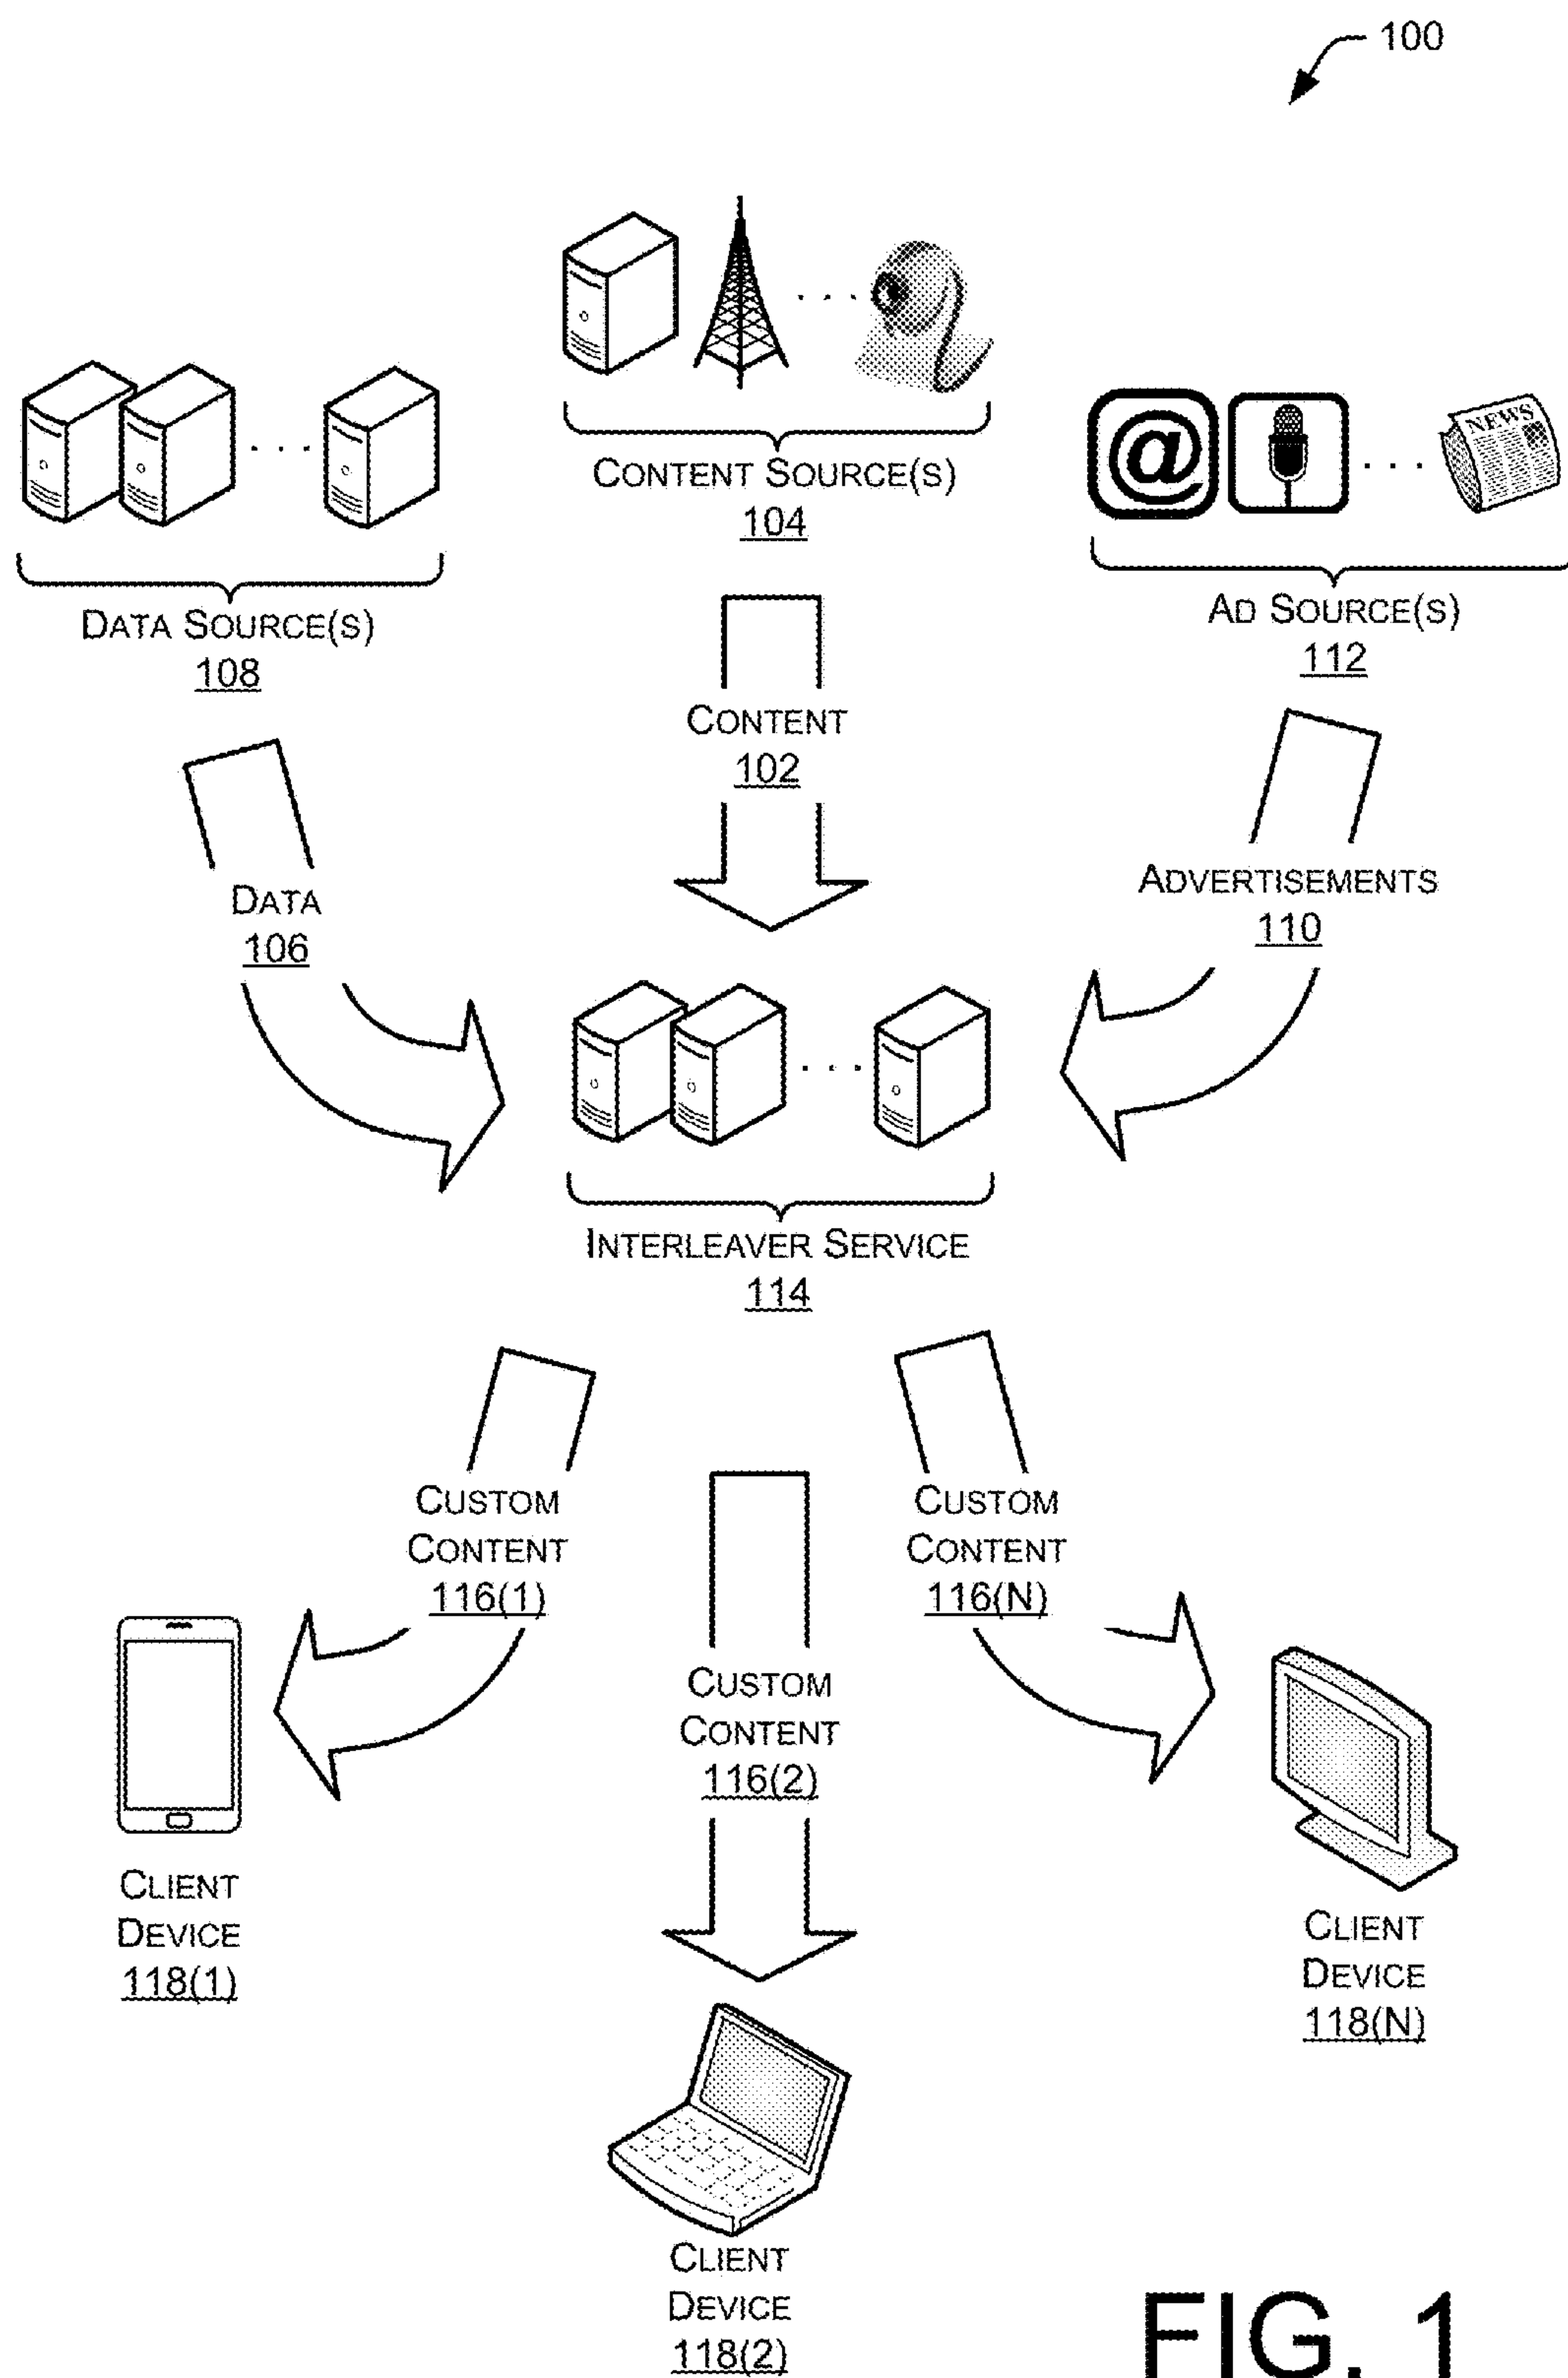 100
CONTENT SOURCE(S)
104
@
NEWS
DATA SOURCE(S)
108
AD SOURCE(S)
112
CONTENT
102
DATA
106
ADVERTISEMENTS
110
INTERLEAVER SERVICE
114
CUSTOM
CONTENT
116(1)
CUSTOM
CONTENT
116(2)
CUSTOM
CONTENT
116(N)
CLIENT
DEVICE
118(1)
CLIENT
DEVICE
118(2)
CLIENT
DEVICE
118(N)
FIG. 1